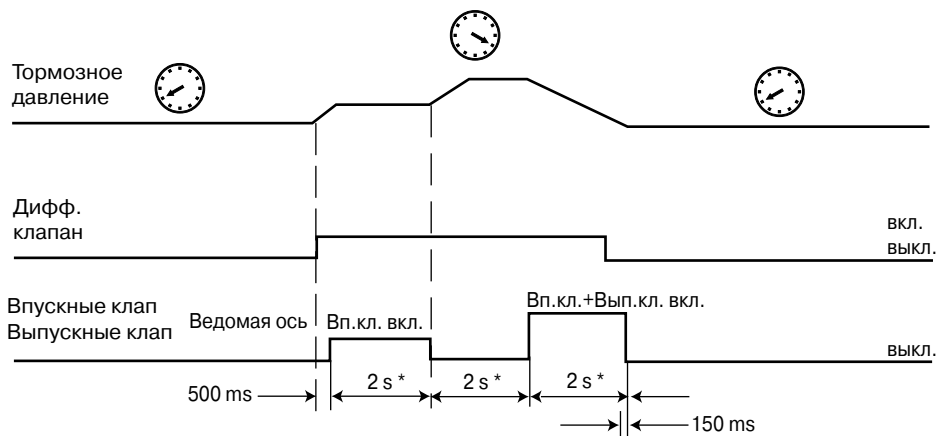 Тормозное
давление
Дифф.
клапан
вкл.
выкл.
Впускные клап
Выпускные клап
Ведомая ось
Вп.кл. вкл.
Вп.кл.+Вып.кл. вкл.
выкл.
500 ms
2 s *
2 s *
2 s *
150 ms